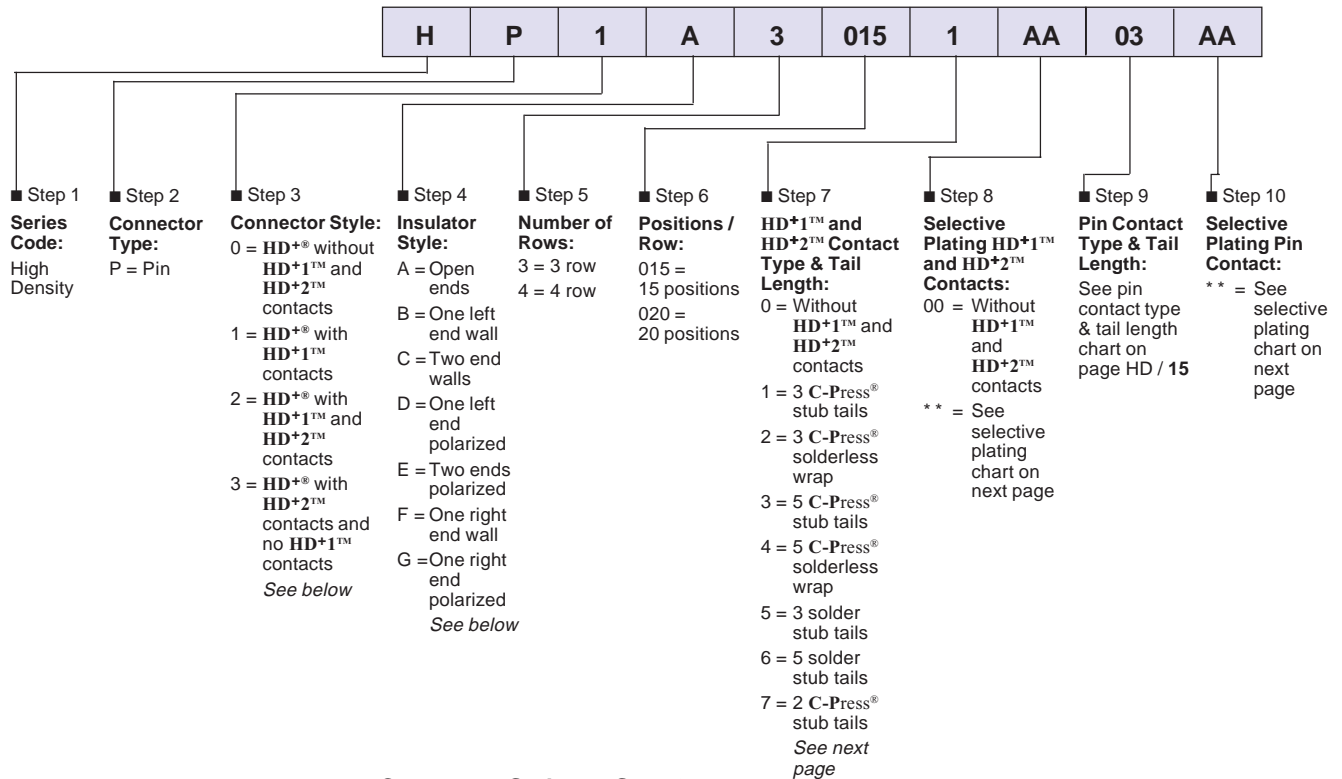 H P 1 A 3 015 1 AA 03 AA
■ Step 1
Series
Code:
High
Density
■ Step 2
Connector
Type:
P = Pin
■ Step 3
Connector Style:
0 = HD+® without
HD+1™ and
HD+2™
contacts
1 = HD+® with
HD+1™
contacts
2 = HD+® with
HD+1™ and
HD+2™
contacts
3 = HD+® with
HD+2™
contacts and
no HD+1™
contacts
See below
■ Step 4
Insulator
Style:
A = Open
ends
B = One left
end wall
C = Two end
walls
D = One left
end
polarized
E = Two ends
polarized
F = One right
end wall
G = One right
end
polarized
See below
■ Step 5
Number of
Rows:
3 = 3 row
4 = 4 row
■ Step 6
Positions /
Row:
015 =
15 positions
020 =
20 positions
■ Step 7
HD+1™ and
HD+2™ Contact
Type & Tail
Length:
0 = Without
HD+1™ and
HD+2™
contacts
1 = 3 C-Press®
stub tails
2 = 3 C-Press®
solderless
wrap
3 = 5 C-Press®
stub tails
4 = 5 C-Press®
solderless
wrap
5 = 3 solder
stub tails
6 = 5 solder
stub tails
7 = 2 C-Press®
stub tails
See next
page
■ Step 8
Selective
Plating HD+1™
and HD+2™
Contacts:
00 = Without
HD+1™
and
HD+2™
contacts
* * = See
selective
plating
chart on
next page
■ Step 9
Pin Contact
Type & Tail
Length:
See pin
contact type
& tail length
chart on
page HD / 15
■ Step 10
Selective
Plating Pin
Contact:
* * = See
selective
plating
chart on
next
page